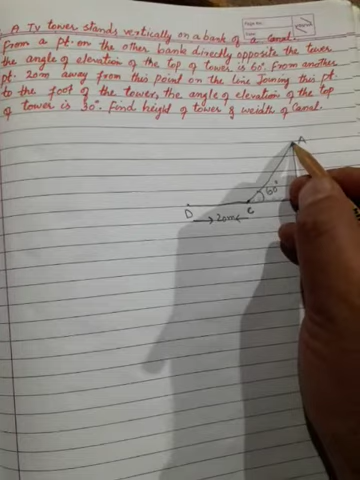 A TV tower stands vertically on a bank of a Canal.
From a pt. on the other bank directly opposite the tower
the angle of elevation of the top of tower is 60°. From another
pt. 20m away from this point on the line Joining this pt.
to the foot of the tower, the angle of elevation of the top
of tower is 30°. Find height of tower & width of Canal.
A
60°
D
C
20m